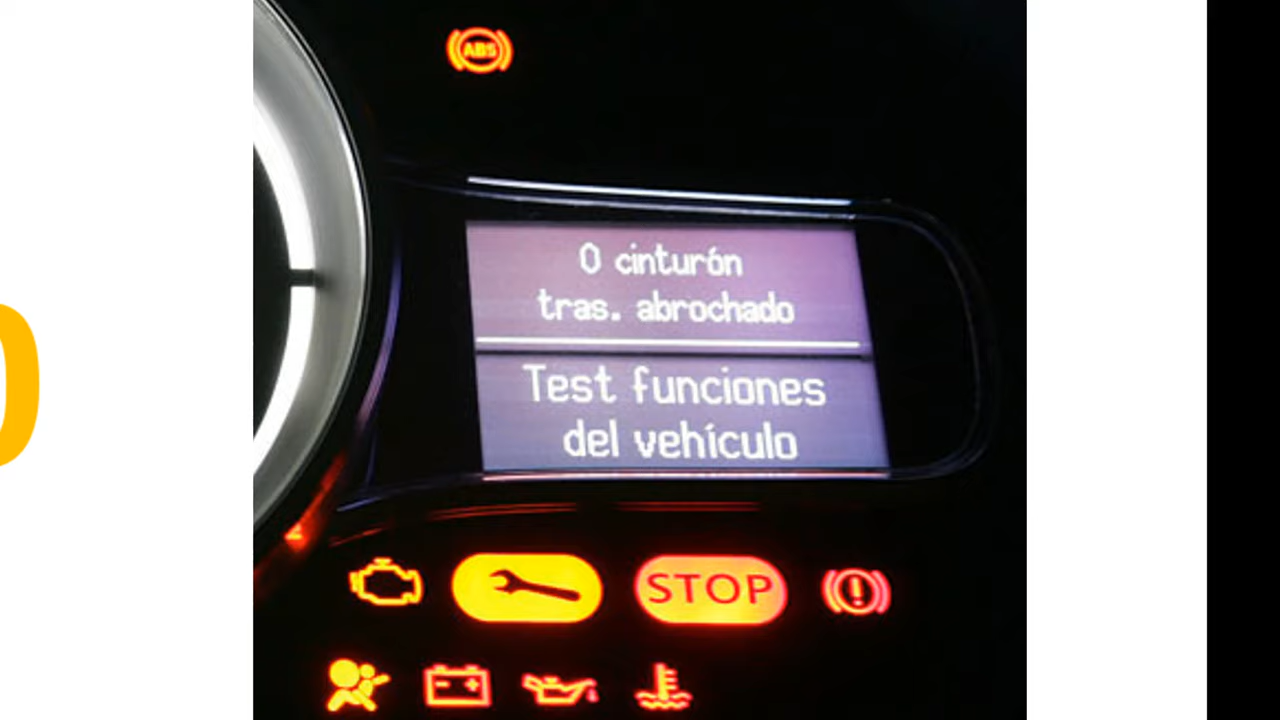 ABS
0 cinturón
tras. abrochado
Test funciones
del vehículo
STOP